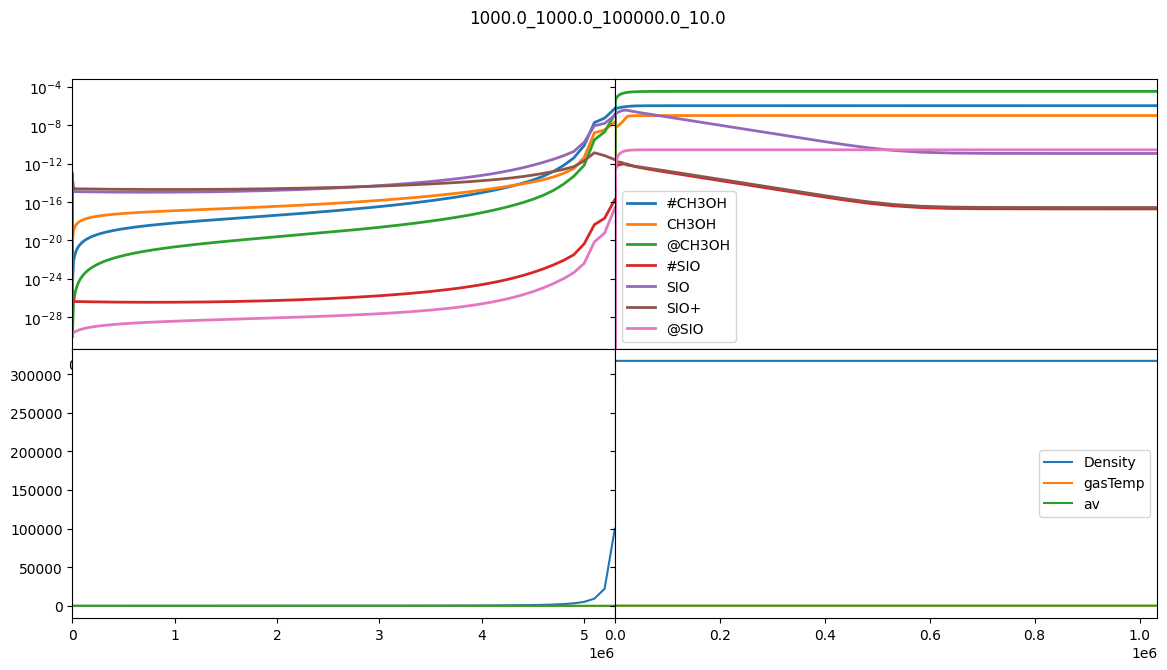 1000.0_1000.0_100000.0_10.0
10⁻⁴
10⁻⁸
10⁻¹²
10⁻¹⁶
10⁻²⁰
10⁻²⁴
10⁻²⁸
#CH3OH
CH3OH
@CH3OH
#SIO
SIO
SIO+
@SIO
300000
250000
200000
150000
100000
50000
0
Density
gasTemp
av
0 1 2 3 4 5 0.0 0.2 0.4 0.6 0.8 1.0
1e6 1e6